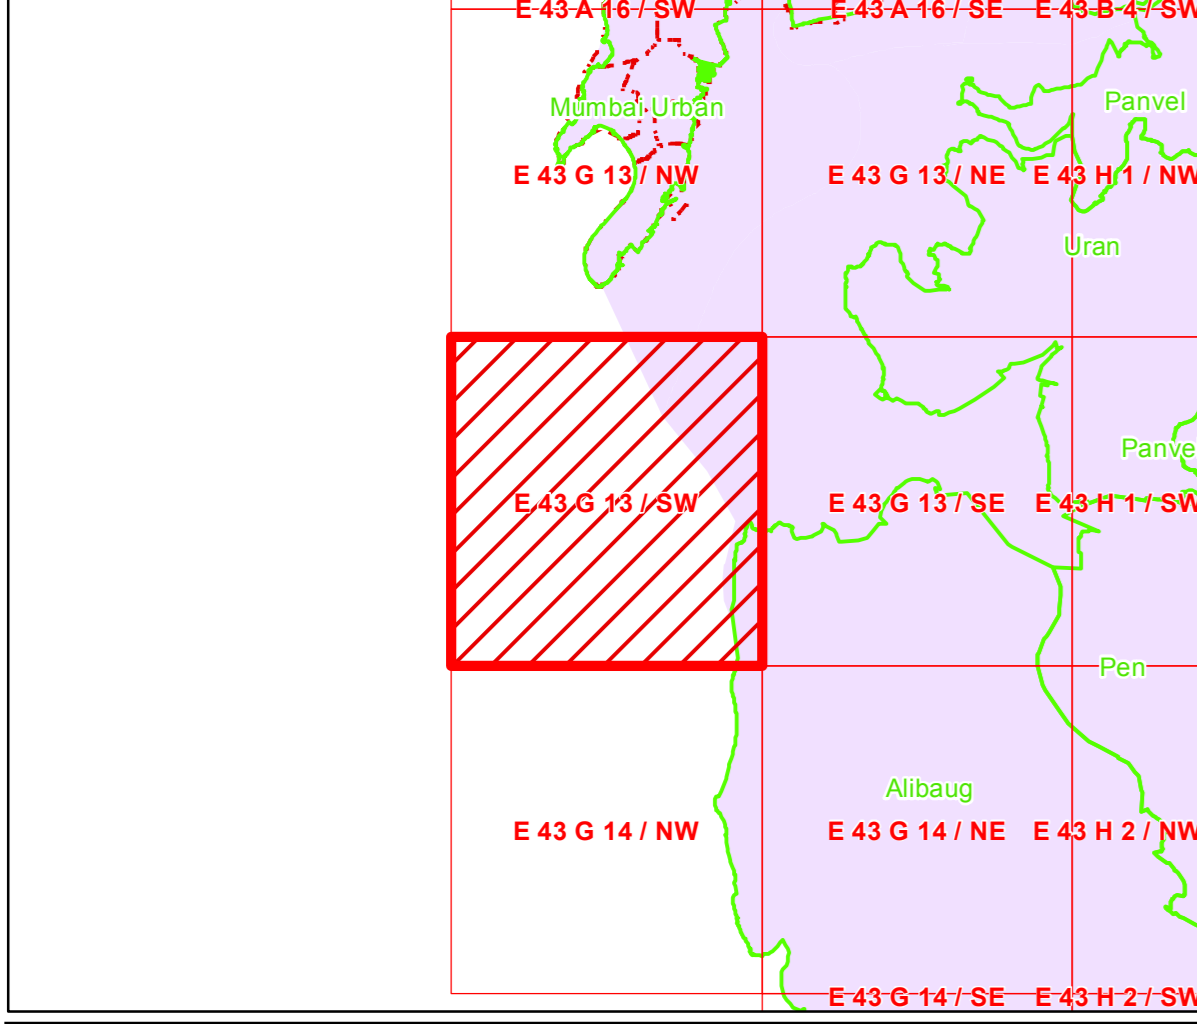 E 43 A 16 / SW
E 43 A 16 / SE
E 43 B 4 / SW
Mumbai Urban
Panvel
E 43 G 13 / NW
E 43 G 13 / NE
E 43 H 1 / NW
Uran
Panve
E 43 G 13 / SW
E 43 G 13 / SE
E 43 H 1 / SW
Pen
Alibaug
E 43 G 14 / NW
E 43 G 14 / NE
E 43 H 2 / NW
E 43 G 14 / SE
E 43 H 2 / SW